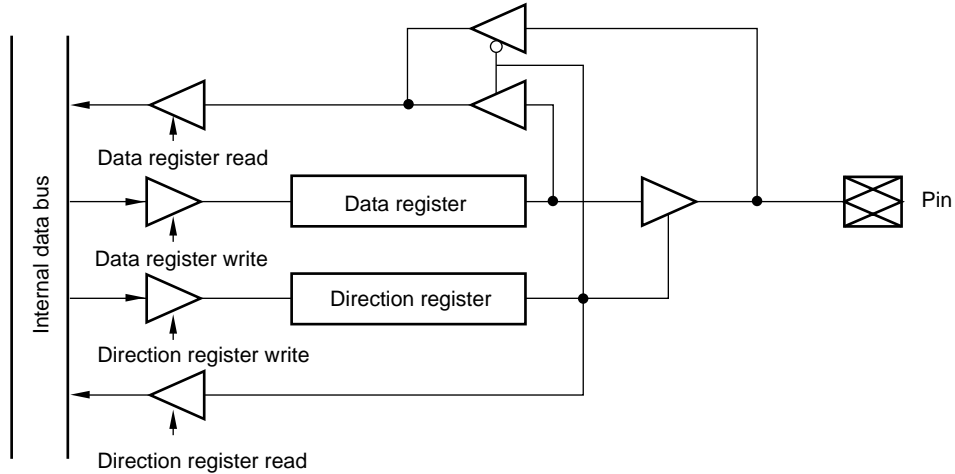 Data register read
Data register
Pin
Internal data bus
Data register write
Direction register
Direction register write
Direction register read